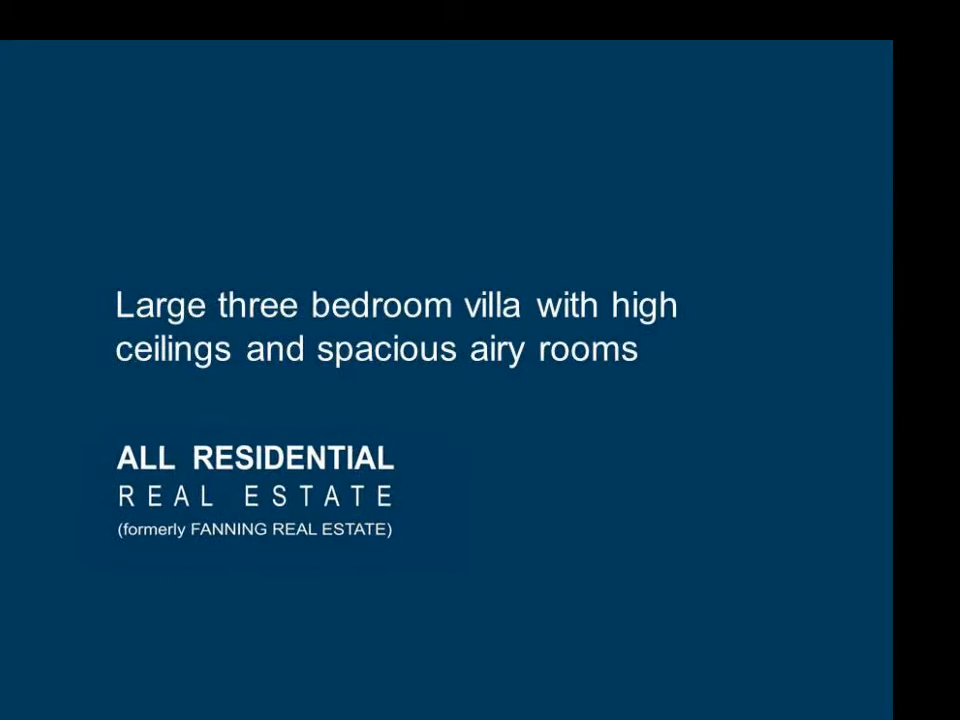 Large three bedroom villa with high
ceilings and spacious airy rooms
ALL RESIDENTIAL
REAL ESTATE
(formerly FANNING REAL ESTATE)